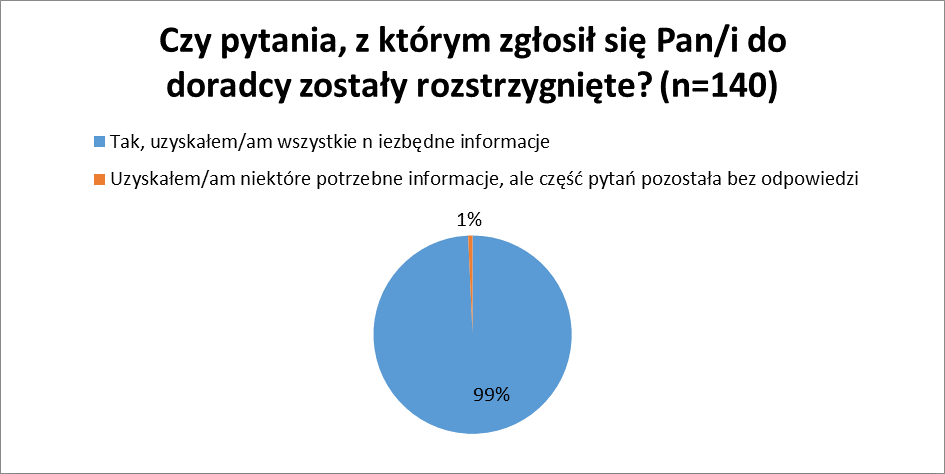 Czy pytania, z którym zgłosił się Pan/i do
doradcy zostały rozstrzygnięte? (n=140)
Tak, uzyskałem/am wszystkie n iezbędne informacje
Uzyskałem/am niektóre potrzebne informacje, ale część pytań pozostała bez odpowiedzi
1%
99%